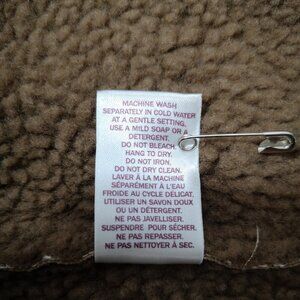 MACHINE WASH
SEPARATELY IN COLD WATER
AT A GENTLE SETTING.
USE A MILD SOAP OR A
DETERGENT.
DO NOT BLEACH.
HANG TO DRY.
DO NOT IRON.
DO NOT DRY CLEAN.
LAVER À LA MACHINE
SÉPARÉMENT À L'EAU
FROIDE AU CYCLE DÉLICAT.
UTILISER UN SAVON DOUX
OU UN DÉTERGENT.
NE PAS JAVELLISER.
SUSPENDRE POUR SÉCHER.
NE PAS REPASSER.
NE PAS NETTOYER À SEC.